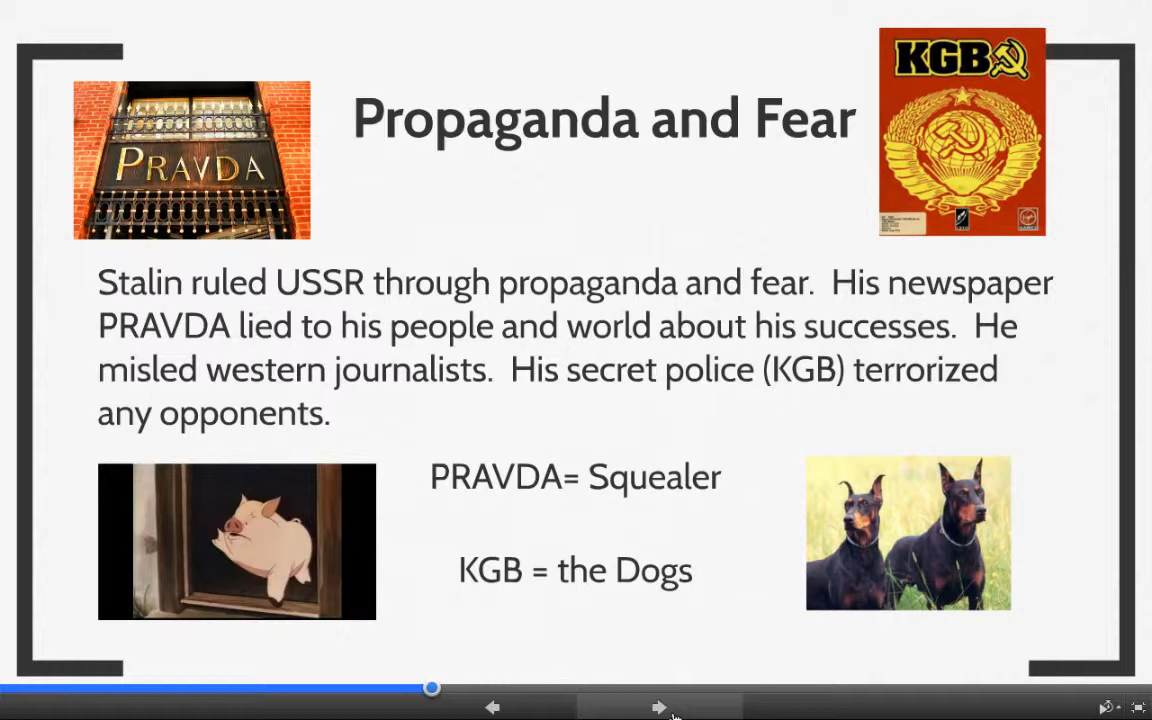 KGB
PRAVDA
Propaganda and Fear
Stalin ruled USSR through propaganda and fear.  His newspaper
PRAVDA lied to his people and world about his successes.  He
misled western journalists.  His secret police (KGB) terrorized
any opponents.
PRAVDA= Squealer
KGB = the Dogs